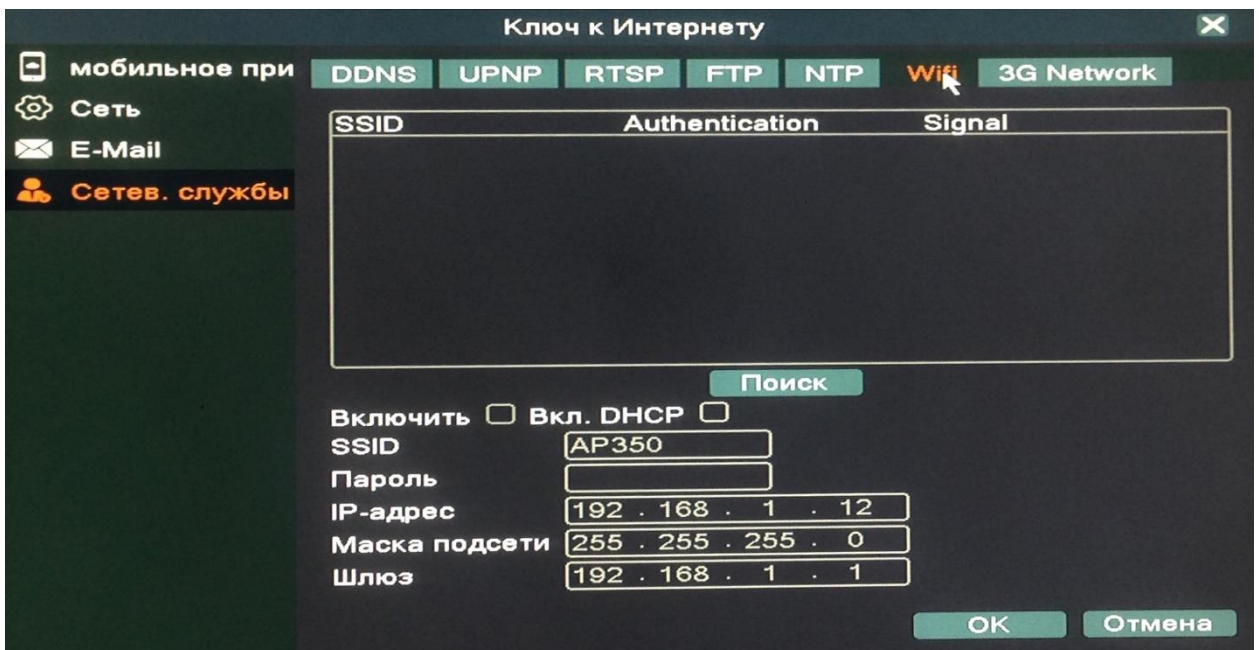 Ключ к Интернету
мобильное при
Сеть
E-Mail
Сетев. службы
DDNS UPNP RTSP FTP NTP Wifi 3G Network
SSID Authentication Signal
Поиск
Включить Вкл. DHCP
SSID AP350
Пароль
IP-адрес 192 . 168 . 1 . 12
Маска подсети 255 . 255 . 255 . 0
Шлюз 192 . 168 . 1 . 1
OK Отмена